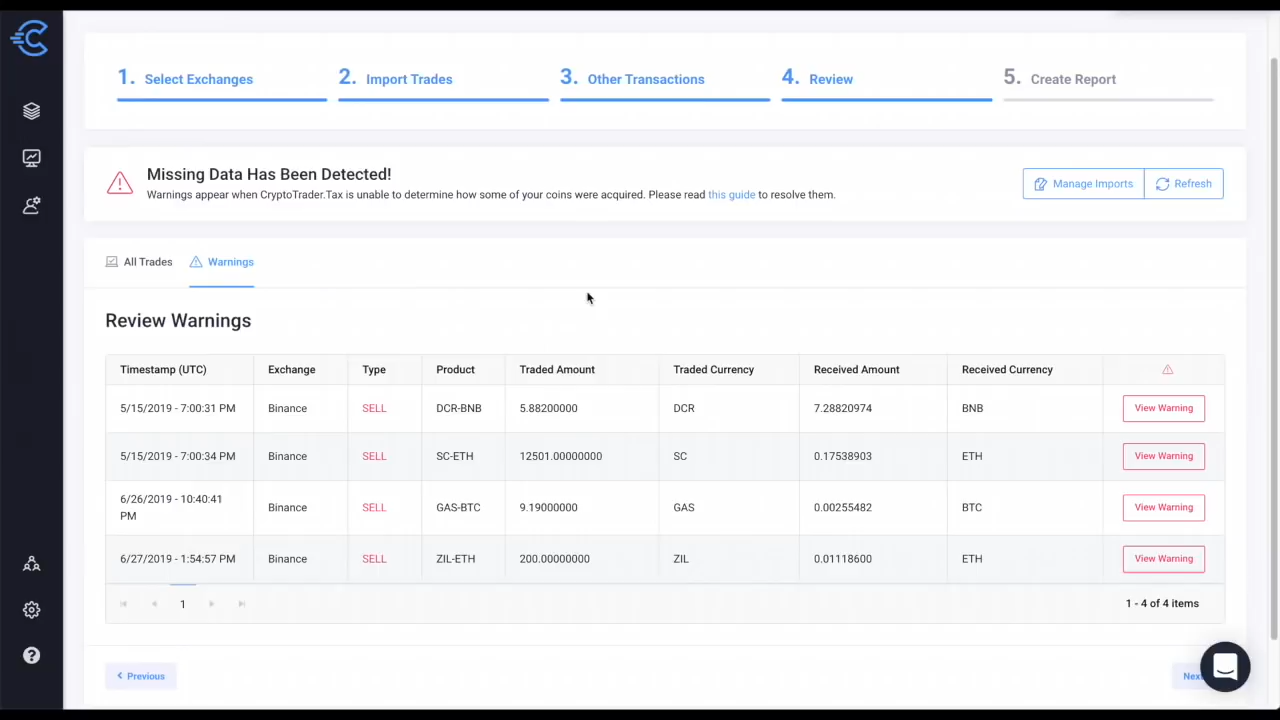 1. Select Exchanges
2. Import Trades
3. Other Transactions
4. Review
5. Create Report
Missing Data Has Been Detected!
Warnings appear when CryptoTrader.Tax is unable to determine how some of your coins were acquired. Please read this guide to resolve them.
Manage Imports
Refresh
All Trades
Warnings
Review Warnings
Timestamp (UTC) Exchange Type Product Traded Amount Traded Currency Received Amount Received Currency
5/15/2019 - 7:00:31 PM Binance SELL DCR-BNB 5.88200000 DCR 7.28820974 BNB View Warning
5/15/2019 - 7:00:34 PM Binance SELL SC-ETH 12501.00000000 SC 0.17538903 ETH View Warning
6/26/2019 - 10:40:41
PM Binance SELL GAS-BTC 9.19000000 GAS 0.00255482 BTC View Warning
6/27/2019 - 1:54:57 PM Binance SELL ZIL-ETH 200.00000000 ZIL 0.01118600 ETH View Warning
1
1 - 4 of 4 items
Previous